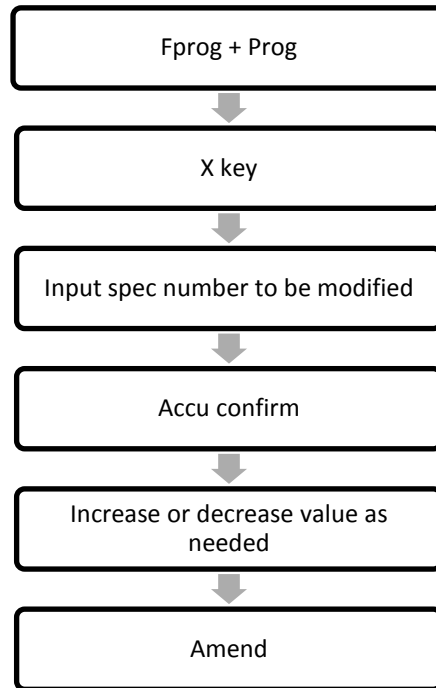 Fprog + Prog
X key
Input spec number to be modified
Accu confirm
Increase or decrease value as
needed
Amend